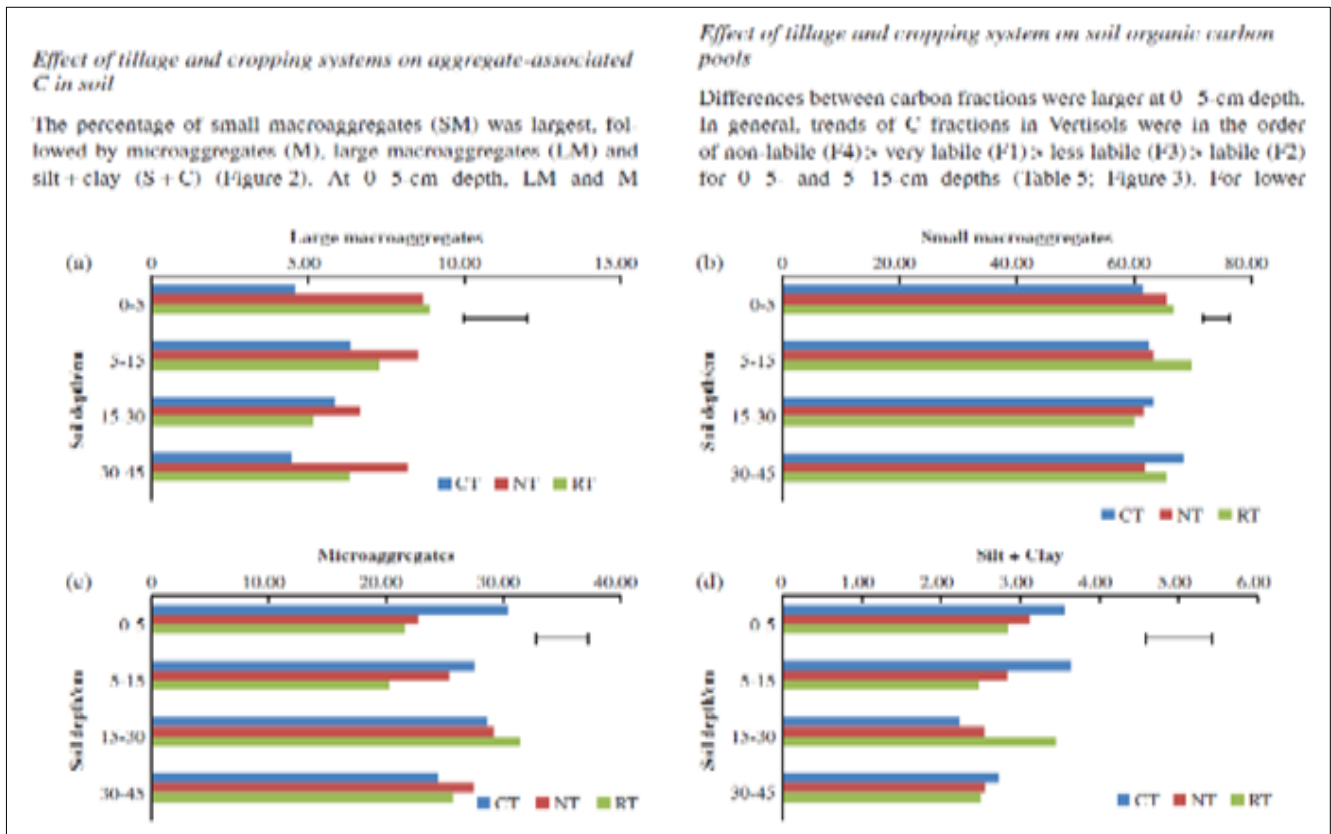 Effect of tillage and cropping systems on aggregate-associated
C in soil
The percentage of small macroaggregates (SM) was largest, fol-
lowed by microaggregates (M), large macroaggregates (LM) and
silt + clay (S + C) (Figure 2). At 0 5-cm depth, LM and M
Effect of tillage and cropping system on soil organic carbon
pools
Differences between carbon fractions were larger at 0 5-cm depth.
In general, trends of C fractions in Vertisols were in the order
of non-labile (F4) > very labile (F1) > less labile (F3) > labile (F2)
for 0 5- and 5 15-cm depths (Table 5; Figure 3). For lower
Large macroaggregates
(a)
0 5.00 10.00 15.00
Soil depth/cm
0-5
5-15
15-30
30-45
CT NT RT
Small macroaggregates
(b)
0 20.00 40.00 60.00 80.00
Soil depth/cm
0-5
5-15
15-30
30-45
CT NT RT
Microaggregates
(c)
0 10.00 20.00 30.00 40.00
Soil depth/cm
0-5
5-15
15-30
30-45
CT NT RT
Silt + Clay
(d)
0 1.00 2.00 3.00 4.00 5.00 6.00
Soil depth/cm
0-5
5-15
15-30
30-45
CT NT RT